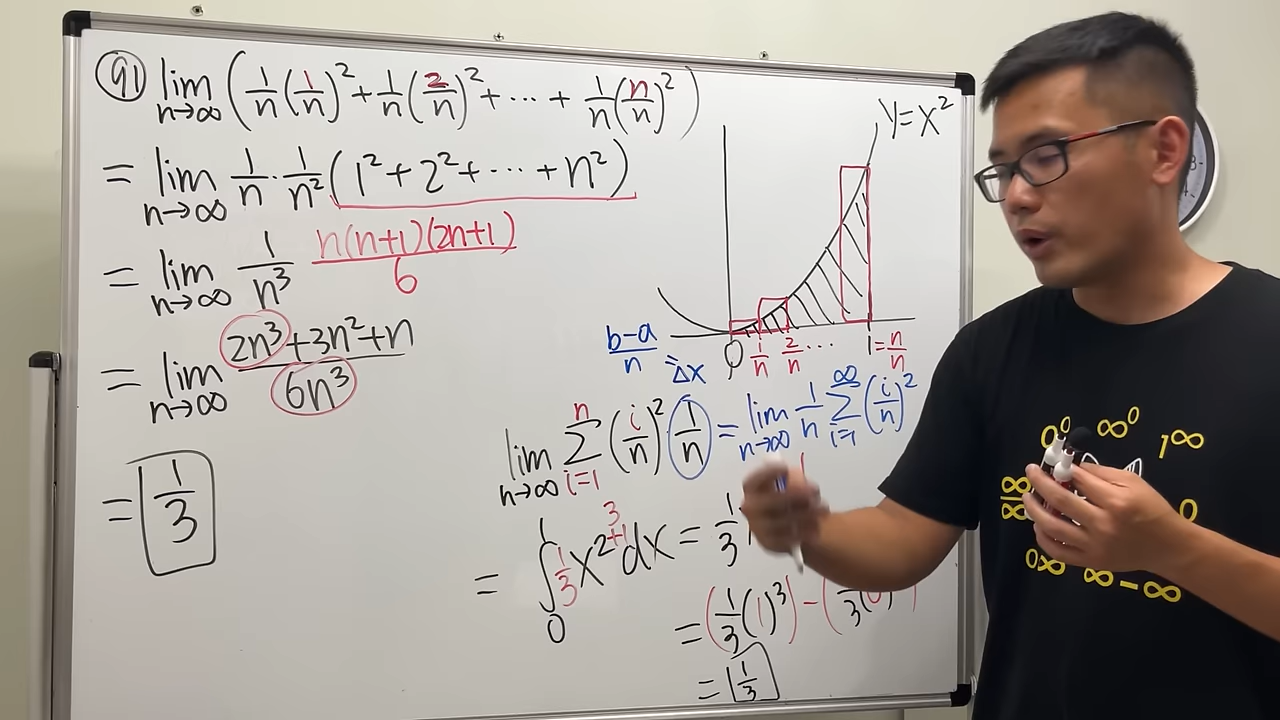 91 lim n→∞ (1/n (1/n)² + 1/n (2/n)² + ⋯ + 1/n (n/n)²)
= lim n→∞ 1/n · 1/n² (1² + 2² + ⋯ + n²)
= lim n→∞ 1/n³ n(n+1)(2n+1)/6
= lim n→∞ 2n³+3n²+n / 6n³
= 1/3
Y=X²
0 1/n 2/n ⋯ 1=n/n
b-a/n = Δx
lim n→∞ Σ i=1 n (i/n)² · 1/n = lim n→∞ 1/n Σ i=1 ∞ (i/n)²
= ∫ 0 1 1/3 x² +1 3 dx = 1/3
= (1/3 (1)³) - (
= 1/3
0⁰ ∞⁰ 1^∞
∞/∞
0∞ ∞-∞